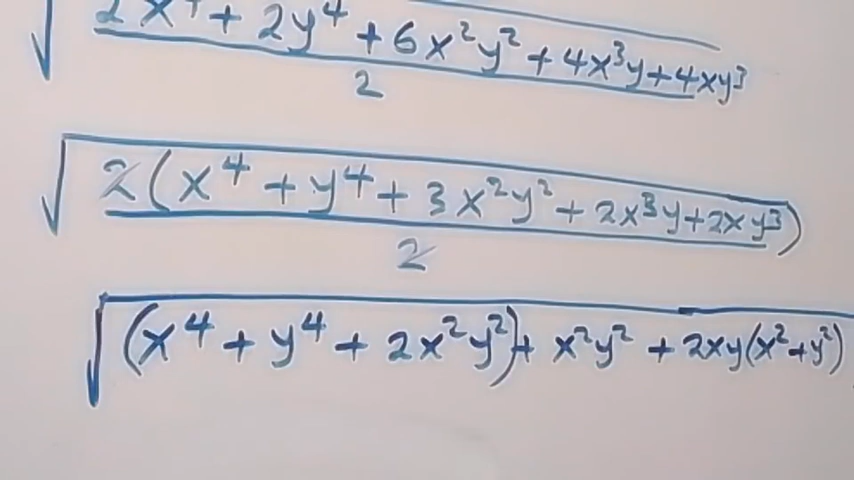 √ 2x⁴ + 2y⁴ + 6x²y² + 4x³y + 4xy³
2
√ 2(x⁴ + y⁴ + 3x²y² + 2x³y + 2xy³)
2
√ (x⁴ + y⁴ + 2x²y²) + x²y² + 2xy(x² + y²)